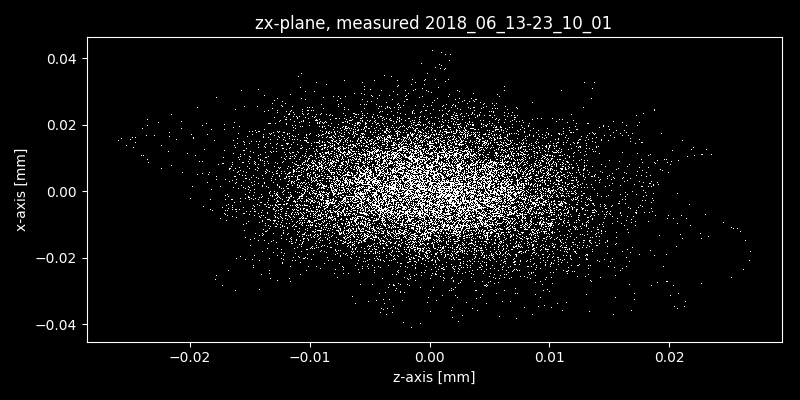 zx-plane, measured 2018_06_13-23_10_01
0.04
0.02
0.00
−0.02
−0.04
x-axis [mm]
−0.02 −0.01 0.00 0.01 0.02
z-axis [mm]